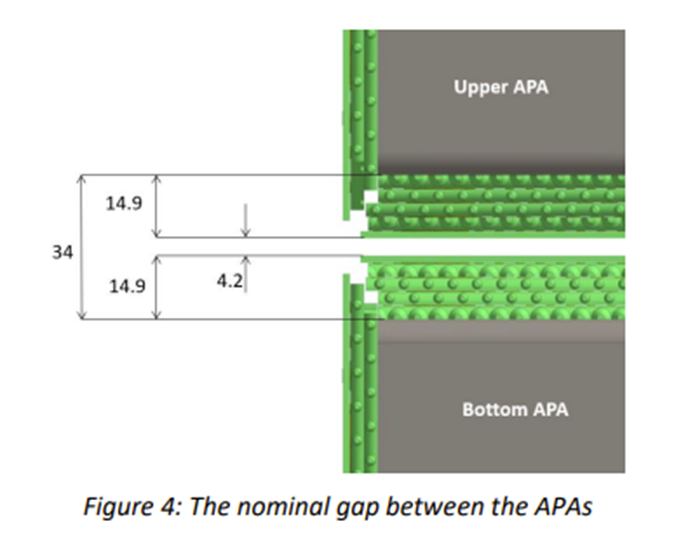 Upper APA
14.9
34
4.2
14.9
Bottom APA
Figure 4: The nominal gap between the APAs